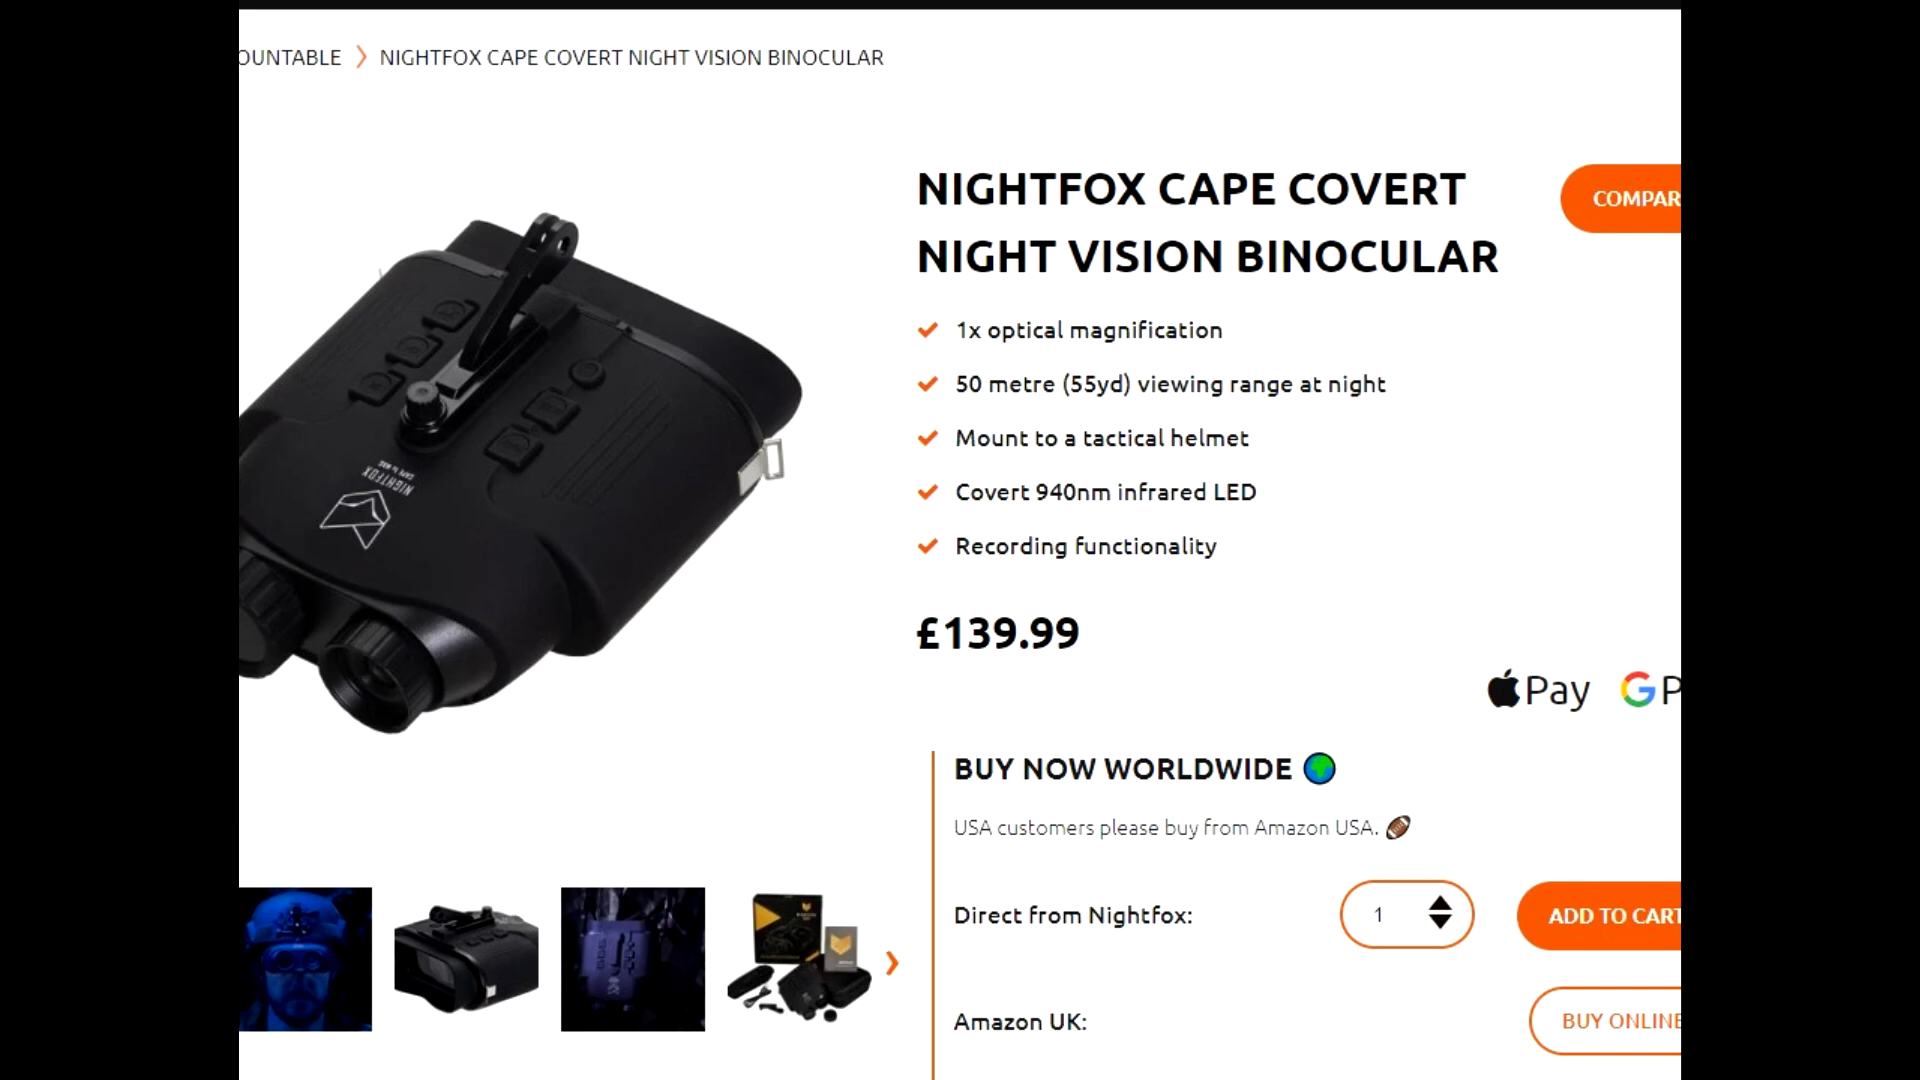 OUNTABLE > NIGHTFOX CAPE COVERT NIGHT VISION BINOCULAR
NIGHTFOX CAPE COVERT
NIGHT VISION BINOCULAR
COMPAR
1x optical magnification
50 metre (55yd) viewing range at night
Mount to a tactical helmet
Covert 940nm infrared LED
Recording functionality
NIGHTFOX
£139.99
Pay
G P
BUY NOW WORLDWIDE
USA customers please buy from Amazon USA.
Direct from Nightfox:
1
ADD TO CART
Amazon UK:
BUY ONLINE